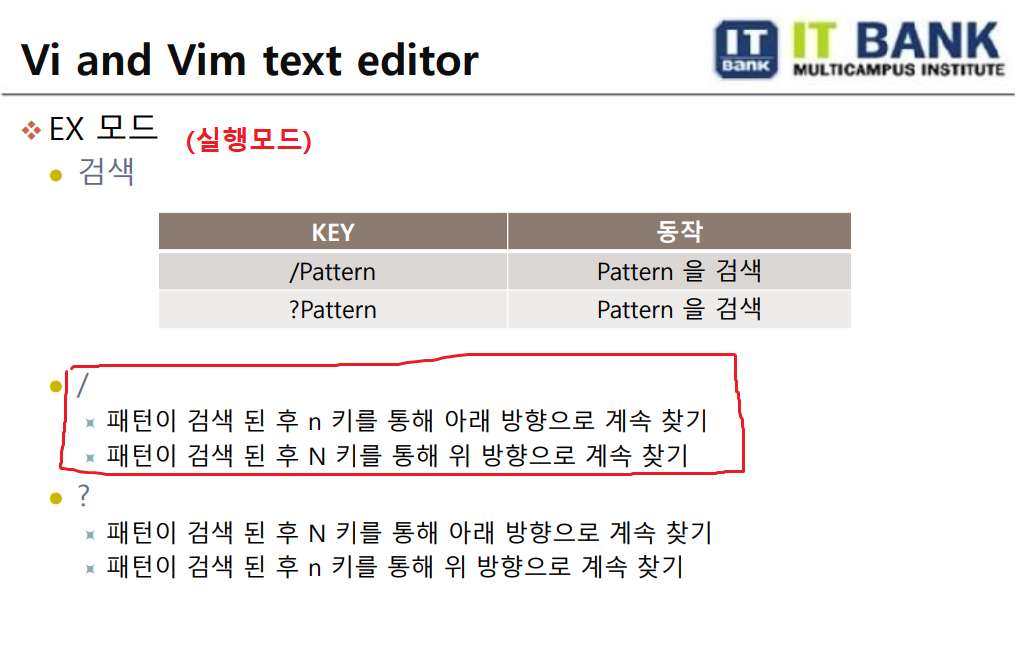 Vi and Vim text editor
IT BANK
IT BANK
MULTICAMPUS INSTITUTE
EX 모드 (실행모드)
검색
KEY 동작
/Pattern Pattern 을 검색
?Pattern Pattern 을 검색
/
패턴이 검색 된 후 n 키를 통해 아래 방향으로 계속 찾기
패턴이 검색 된 후 N 키를 통해 위 방향으로 계속 찾기
?
패턴이 검색 된 후 N 키를 통해 아래 방향으로 계속 찾기
패턴이 검색 된 후 n 키를 통해 위 방향으로 계속 찾기